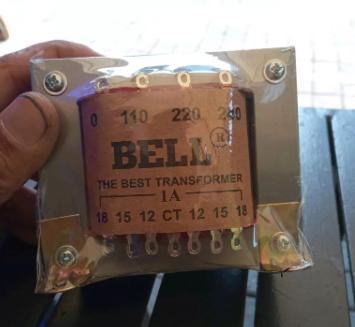 0 110 220 240
BELL ®
THE BEST TRANSFORMER
1A
18 15 12 CT 12 15 18